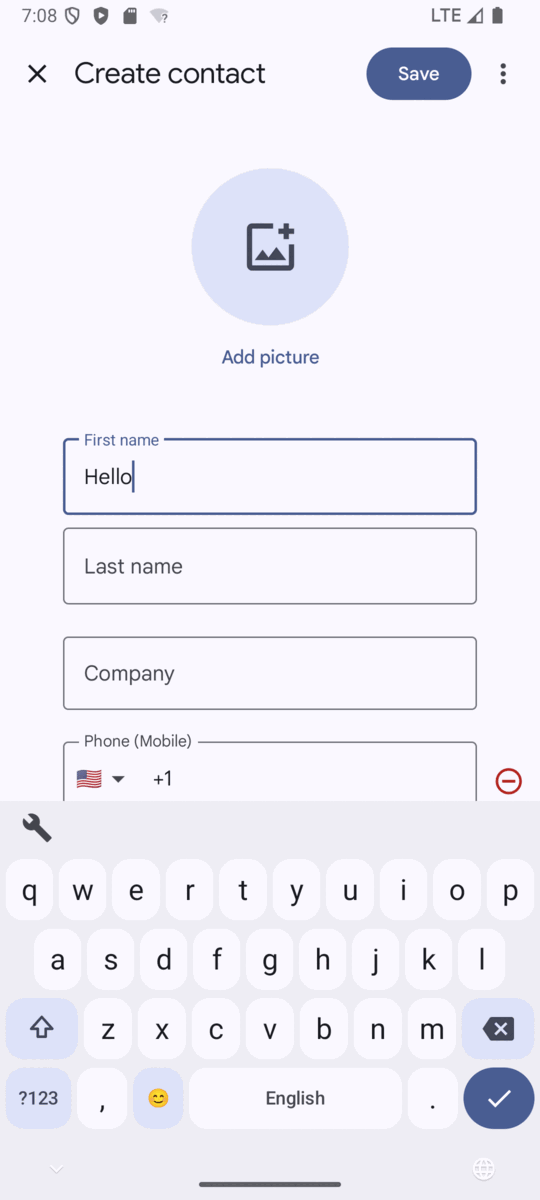 7:08 LTE
Create contact Save
Add picture
First name
Hello
Last name
Company
Phone (Mobile)
+1
q w e r t y u i o p
a s d f g h j k l
z x c v b n m
?123 , English .